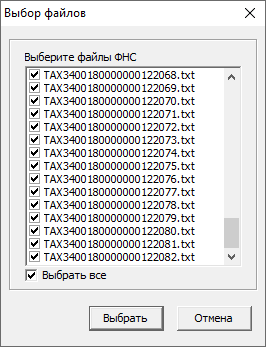 Выбор файлов
Выберите файлы ФНС
TAX3400180000000122068.txt
TAX3400180000000122069.txt
TAX3400180000000122070.txt
TAX3400180000000122071.txt
TAX3400180000000122072.txt
TAX3400180000000122073.txt
TAX3400180000000122074.txt
TAX3400180000000122075.txt
TAX3400180000000122076.txt
TAX3400180000000122077.txt
TAX3400180000000122078.txt
TAX3400180000000122079.txt
TAX3400180000000122080.txt
TAX3400180000000122081.txt
TAX3400180000000122082.txt
Выбрать все
Выбрать Отмена